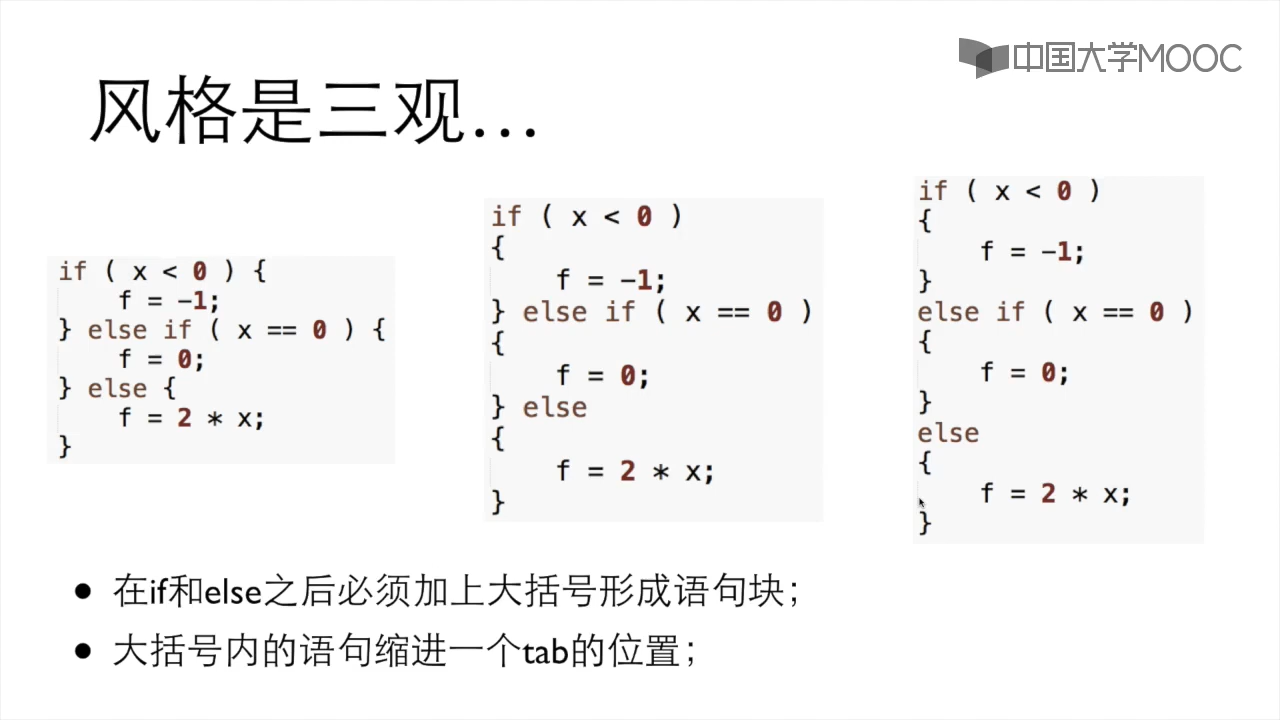 中国大学MOOC
风格是三观…
if ( x < 0 ) {
    f = -1;
} else if ( x == 0 ) {
    f = 0;
} else {
    f = 2 * x;
}
if ( x < 0 )
{
    f = -1;
} else if ( x == 0 )
{
    f = 0;
} else
{
    f = 2 * x;
}
if ( x < 0 )
{
    f = -1;
}
else if ( x == 0 )
{
    f = 0;
}
else
{
    f = 2 * x;
}
• 在if和else之后必须加上大括号形成语句块；
• 大括号内的语句缩进一个tab的位置；